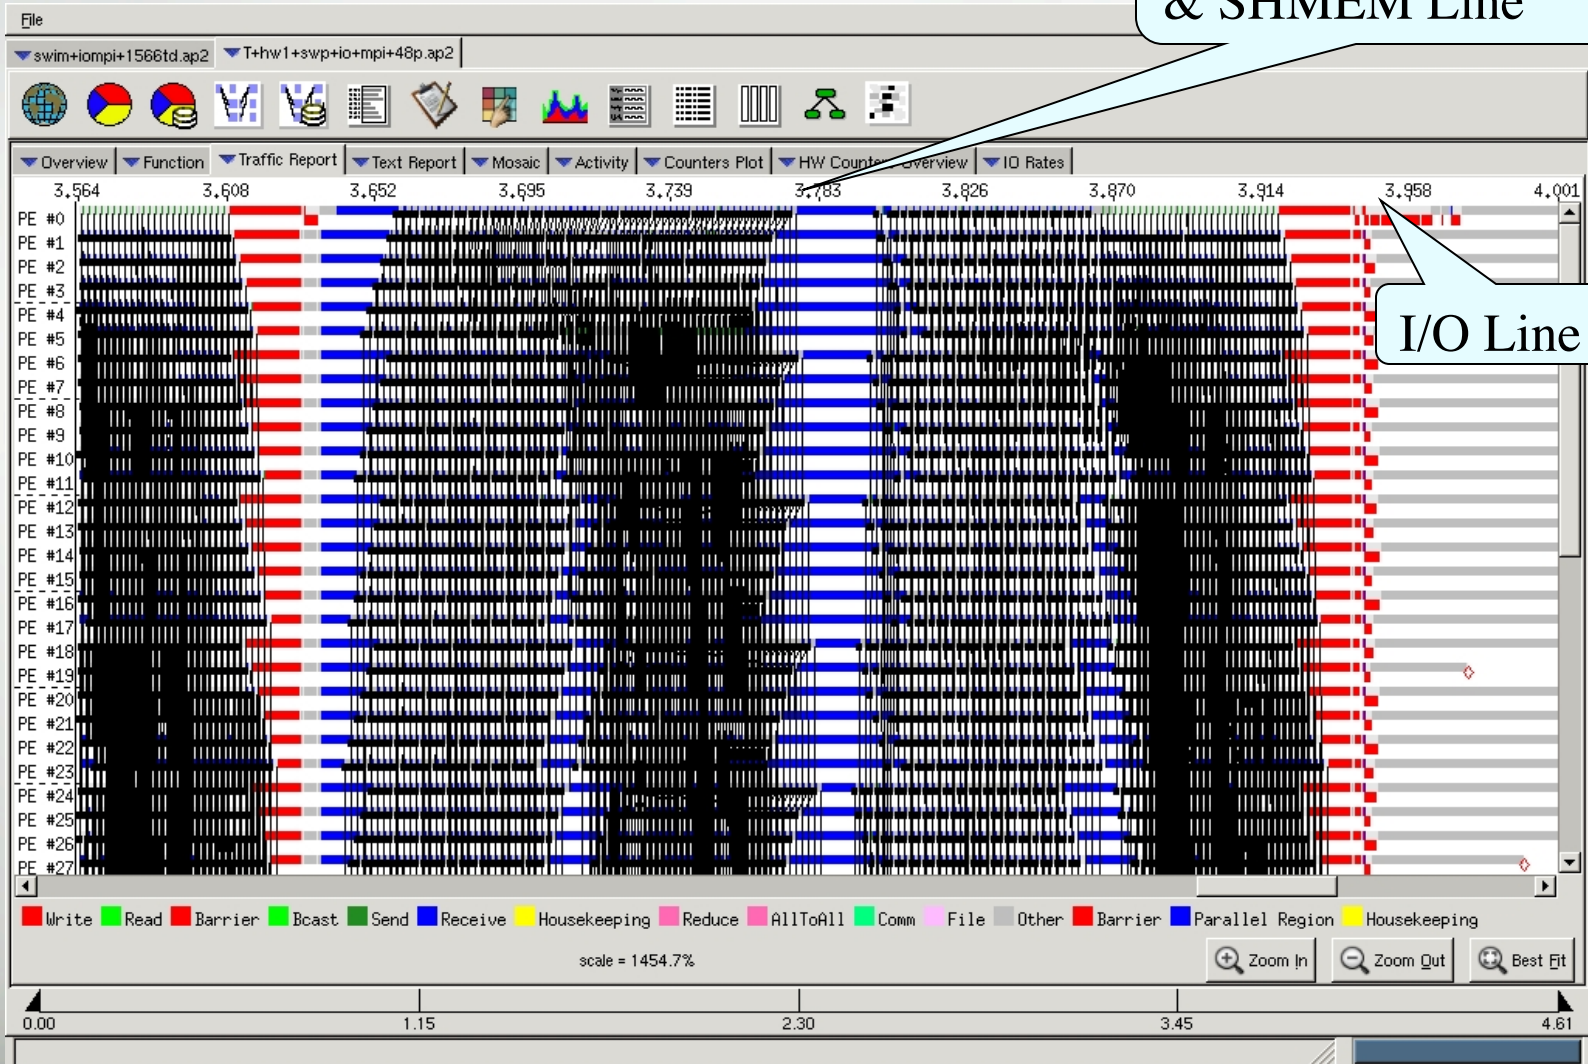 & SHMEM Line
File
swim+iompi+1566td.ap2
T+hw1+swp+io+mpi+48p.ap2
Overview
Function
Traffic Report
Text Report
Mosaic
Activity
Counters Plot
HW Counters Overview
IO Rates
3.564 3.608 3.652 3.695 3.739 3.783 3.826 3.870 3.914 3.958 4.001
PE #0
PE #1
PE #2
PE #3
PE #4
PE #5
PE #6
PE #7
PE #8
PE #9
PE #10
PE #11
PE #12
PE #13
PE #14
PE #15
PE #16
PE #17
PE #18
PE #19
PE #20
PE #21
PE #22
PE #23
PE #24
PE #25
PE #26
PE #27
I/O Line
Write Read Barrier Bcast Send Receive Housekeeping Reduce AllToAll Comm File Other Barrier Parallel Region Housekeeping
scale = 1454.7%
Zoom In
Zoom Out
Best Fit
0.00 1.15 2.30 3.45 4.61